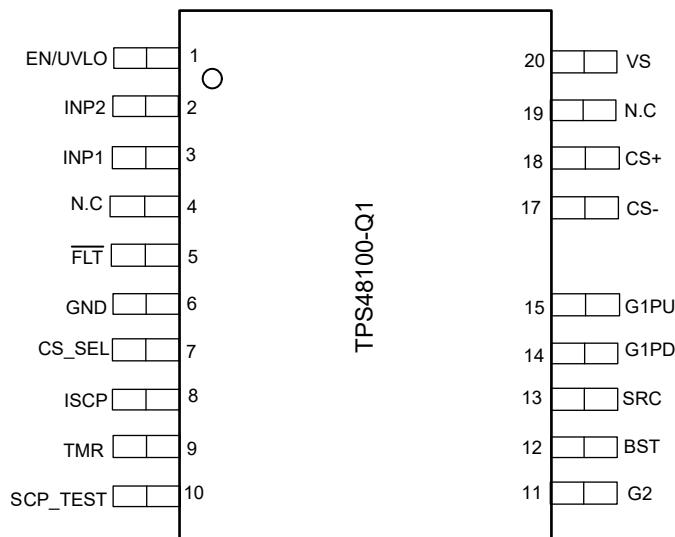 EN/UVLO 1
INP2 2
INP1 3
N.C 4
FLT 5
GND 6
CS_SEL 7
ISCP 8
TMR 9
SCP_TEST 10
TPS48100-Q1
20 VS
19 N.C
18 CS+
17 CS-
15 G1PU
14 G1PD
13 SRC
12 BST
11 G2